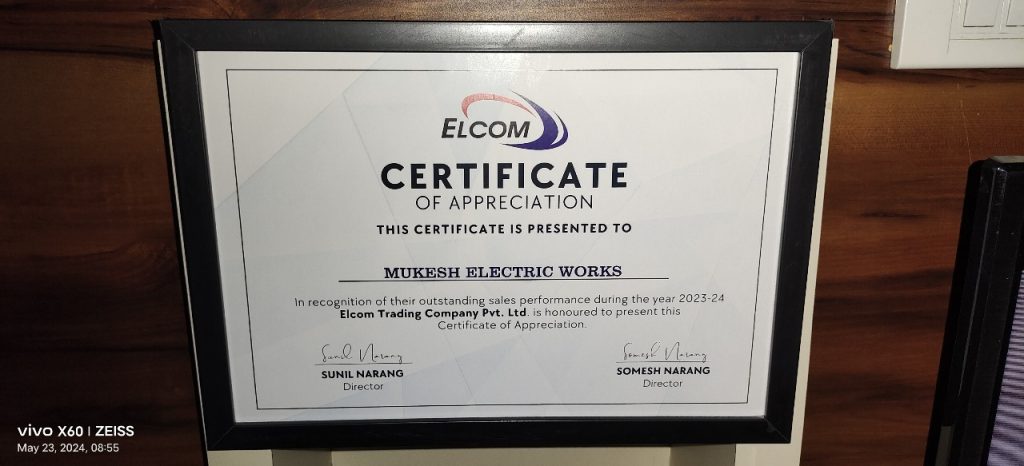 ELCOM
CERTIFICATE
OF APPRECIATION
THIS CERTIFICATE IS PRESENTED TO
MUKESH ELECTRIC WORKS
In recognition of their outstanding sales performance during the year 2023-24
Elcom Trading Company Pvt. Ltd. is honoured to present this
Certificate of Appreciation.
Sunil Narang
SUNIL NARANG
Director
Somesh Narang
SOMESH NARANG
Director
vivo X60 | ZEISS
May 23, 2024, 08:55